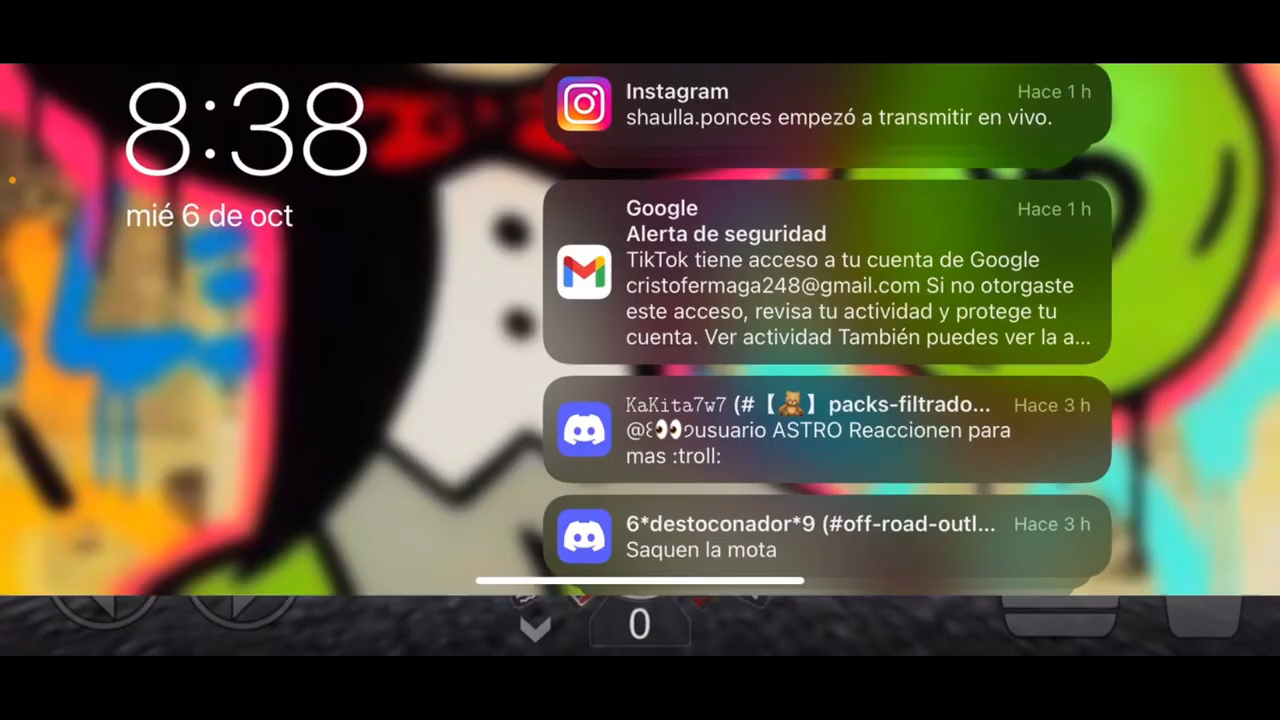 8:38
mié 6 de oct
Instagram
Hace 1 h
shaulla.ponces empezó a transmitir en vivo.
Google
Hace 1 h
Alerta de seguridad
TikTok tiene acceso a tu cuenta de Google
cristofermaga248@gmail.com Si no otorgaste
este acceso, revisa tu actividad y protege tu
cuenta. Ver actividad También puedes ver la a...
KaKita7w7 (#【🧸】packs-filtrado...
Hace 3 h
@꒰👀꒱usuario ASTRO Reaccionen para
mas :troll:
6*destoconador*9 (#off-road-outl...
Hace 3 h
Saquen la mota
0